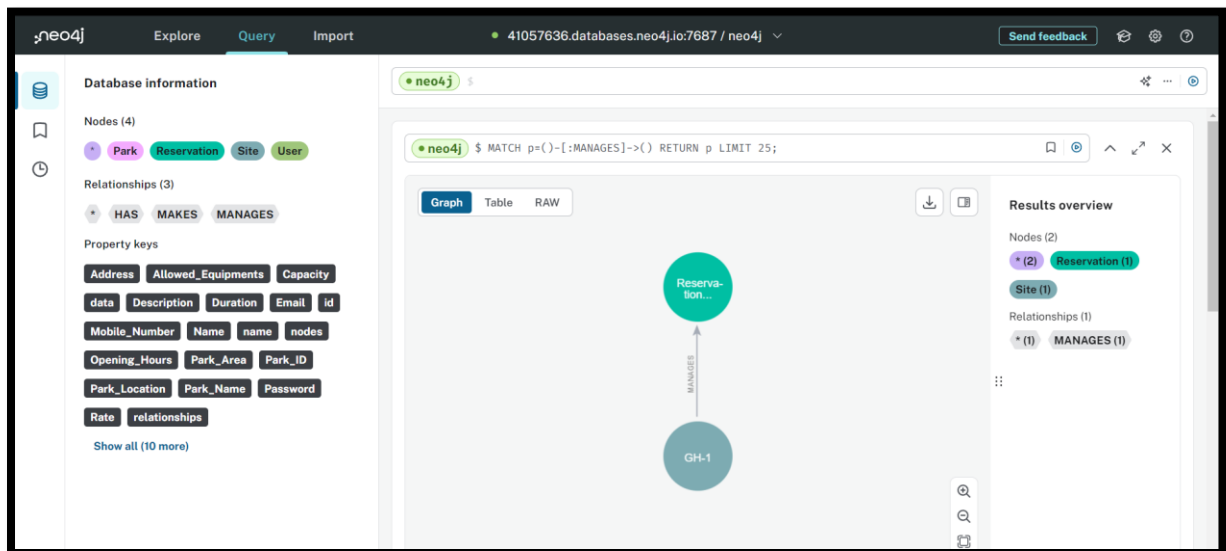 neo4j Explore Query Import 41057636.databases.neo4j.io:7687 / neo4j Send feedback
Database information
Nodes (4)
* Park Reservation Site User
Relationships (3)
* HAS MAKES MANAGES
Property keys
Address Allowed_Equipments Capacity
data Description Duration Email id
Mobile_Number Name name nodes
Opening_Hours Park_Area Park_ID
Park_Location Park_Name Password
Rate relationships
Show all (10 more)
neo4j $
neo4j $ MATCH p=()-[:MANAGES]->() RETURN p LIMIT 25;
Graph Table RAW
Reserva-
tion...
MANAGES
GH-1
Results overview
Nodes (2)
* (2) Reservation (1)
Site (1)
Relationships (1)
* (1) MANAGES (1)